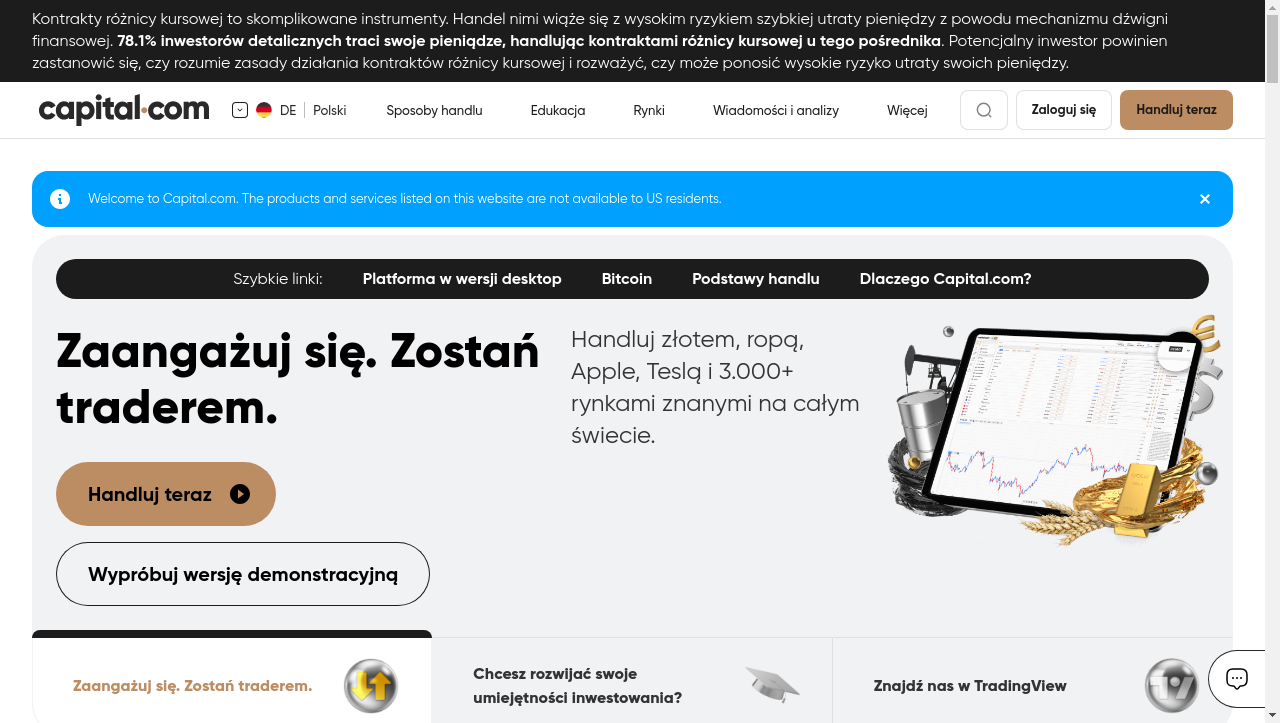 Kontrakty różnicy kursowej to skomplikowane instrumenty. Handel nimi wiąże się z wysokim ryzykiem szybkiej utraty pieniędzy z powodu mechanizmu dźwigni
finansowej. 78.1% inwestorów detalicznych traci swoje pieniądze, handlując kontraktami różnicy kursowej u tego pośrednika. Potencjalny inwestor powinien
zastanowić się, czy rozumie zasady działania kontraktów różnicy kursowej i rozważyć, czy może ponosić wysokie ryzyko utraty swoich pieniędzy.
capital.com DE Polski Sposoby handlu Edukacja Rynki Wiadomości i analizy Więcej Zaloguj się Handluj teraz
Welcome to Capital.com. The products and services listed on this website are not available to US residents.
Szybkie linki: Platforma w wersji desktop Bitcoin Podstawy handlu Dlaczego Capital.com?
Zaangażuj się. Zostań
traderem.
Handluj złotem, ropą,
Apple, Teslą i 3.000+
rynkami znanymi na całym
świecie.
Handluj teraz
Wypróbuj wersję demonstracyjną
Zaangażuj się. Zostań traderem.
Chcesz rozwijać swoje
umiejętności inwestowania?
Znajdź nas w TradingView